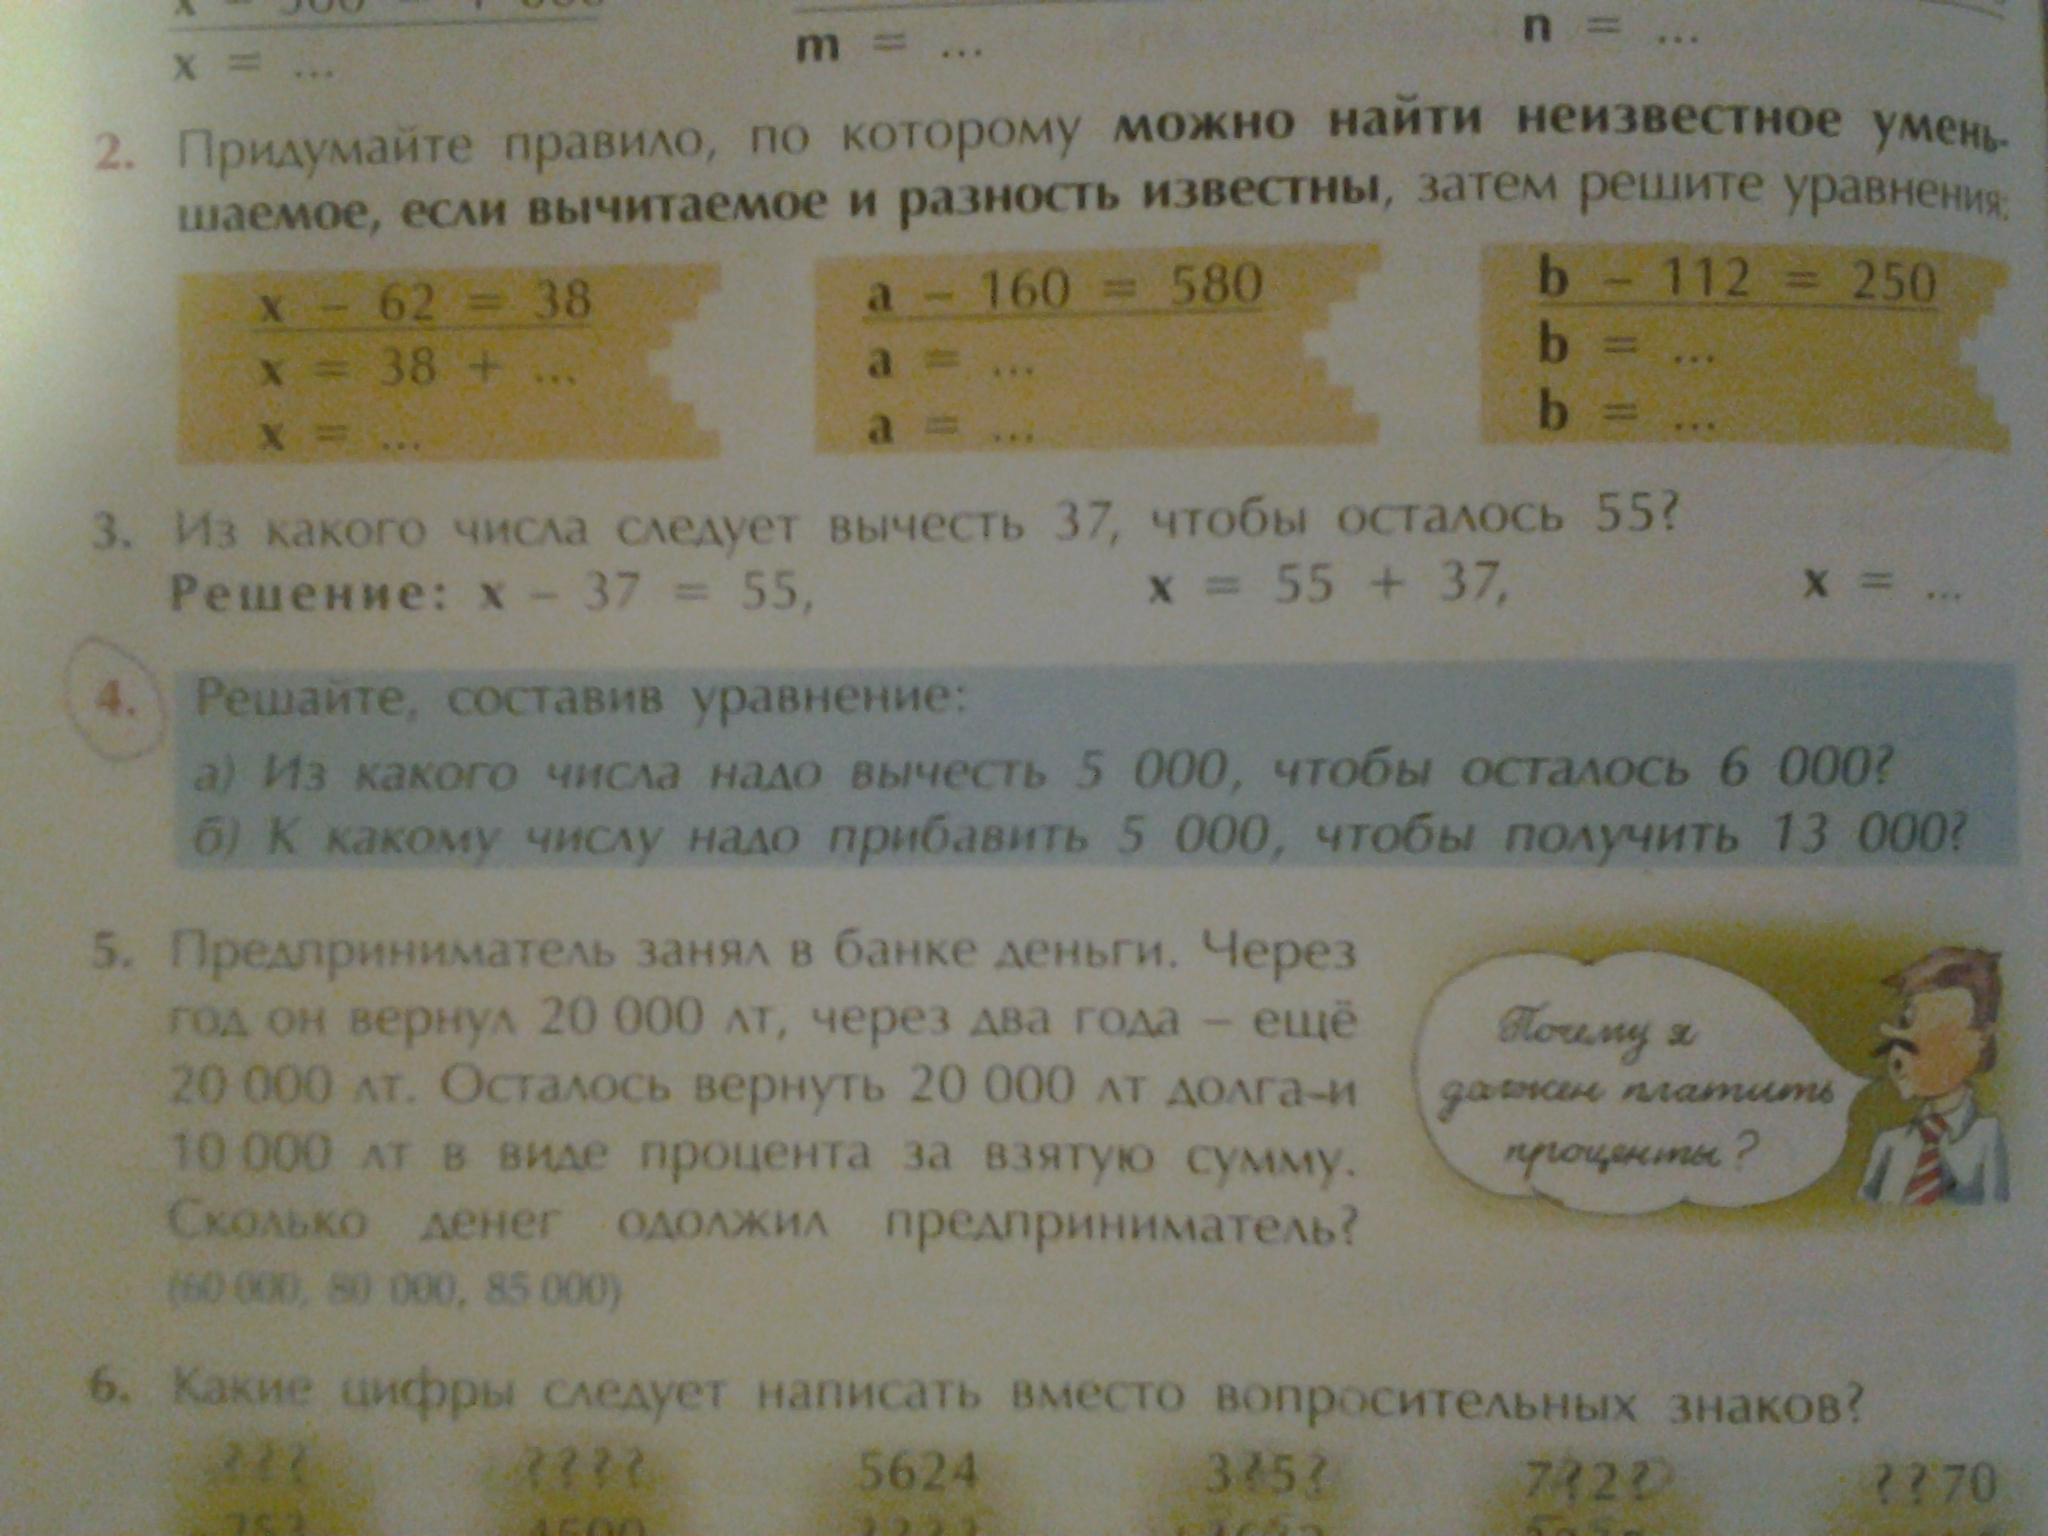 x = ...
m = ...
n = ...
2. Придумайте правило, по которому можно найти неизвестное умень-
шаемое, если вычитаемое и разность известны, затем решите уравнения:
x – 62 = 38
x = 38 + ...
x = ...
a – 160 = 580
a = ...
a = ...
b – 112 = 250
b = ...
b = ...
3. Из какого числа следует вычесть 37, чтобы осталось 55?
Решение: x – 37 = 55, x = 55 + 37, x = ...
4. Решайте, составив уравнение:
а) Из какого числа надо вычесть 5 000, чтобы осталось 6 000?
б) К какому числу надо прибавить 5 000, чтобы получить 13 000?
5. Предприниматель занял в банке деньги. Через
год он вернул 20 000 лт, через два года – ещё
20 000 лт. Осталось вернуть 20 000 лт долга и
10 000 лт в виде процента за взятую сумму.
Сколько денег одолжил предприниматель?
(60 000, 80 000, 85 000)
Почему я
должен платить
проценты?
6. Какие цифры следует написать вместо вопросительных знаков?
??? ???? 5624 3?5? 7?2? ??70